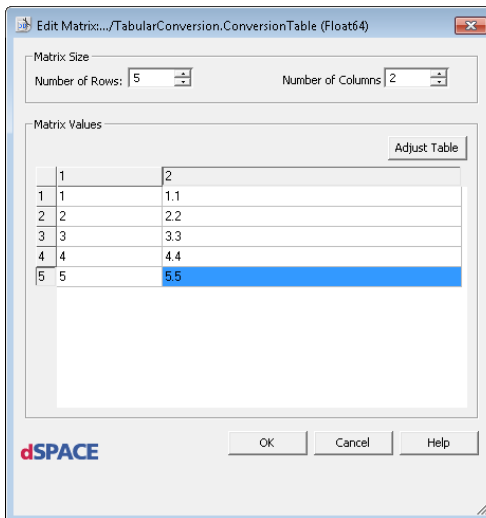 Edit Matrix:.../TabularConversion.ConversionTable (Float64)
Matrix Size
Number of Rows: 5 Number of Columns 2
Matrix Values
Adjust Table
1 2
1 1 1.1
2 2 2.2
3 3 3.3
4 4 4.4
5 5 5.5
dSPACE OK Cancel Help